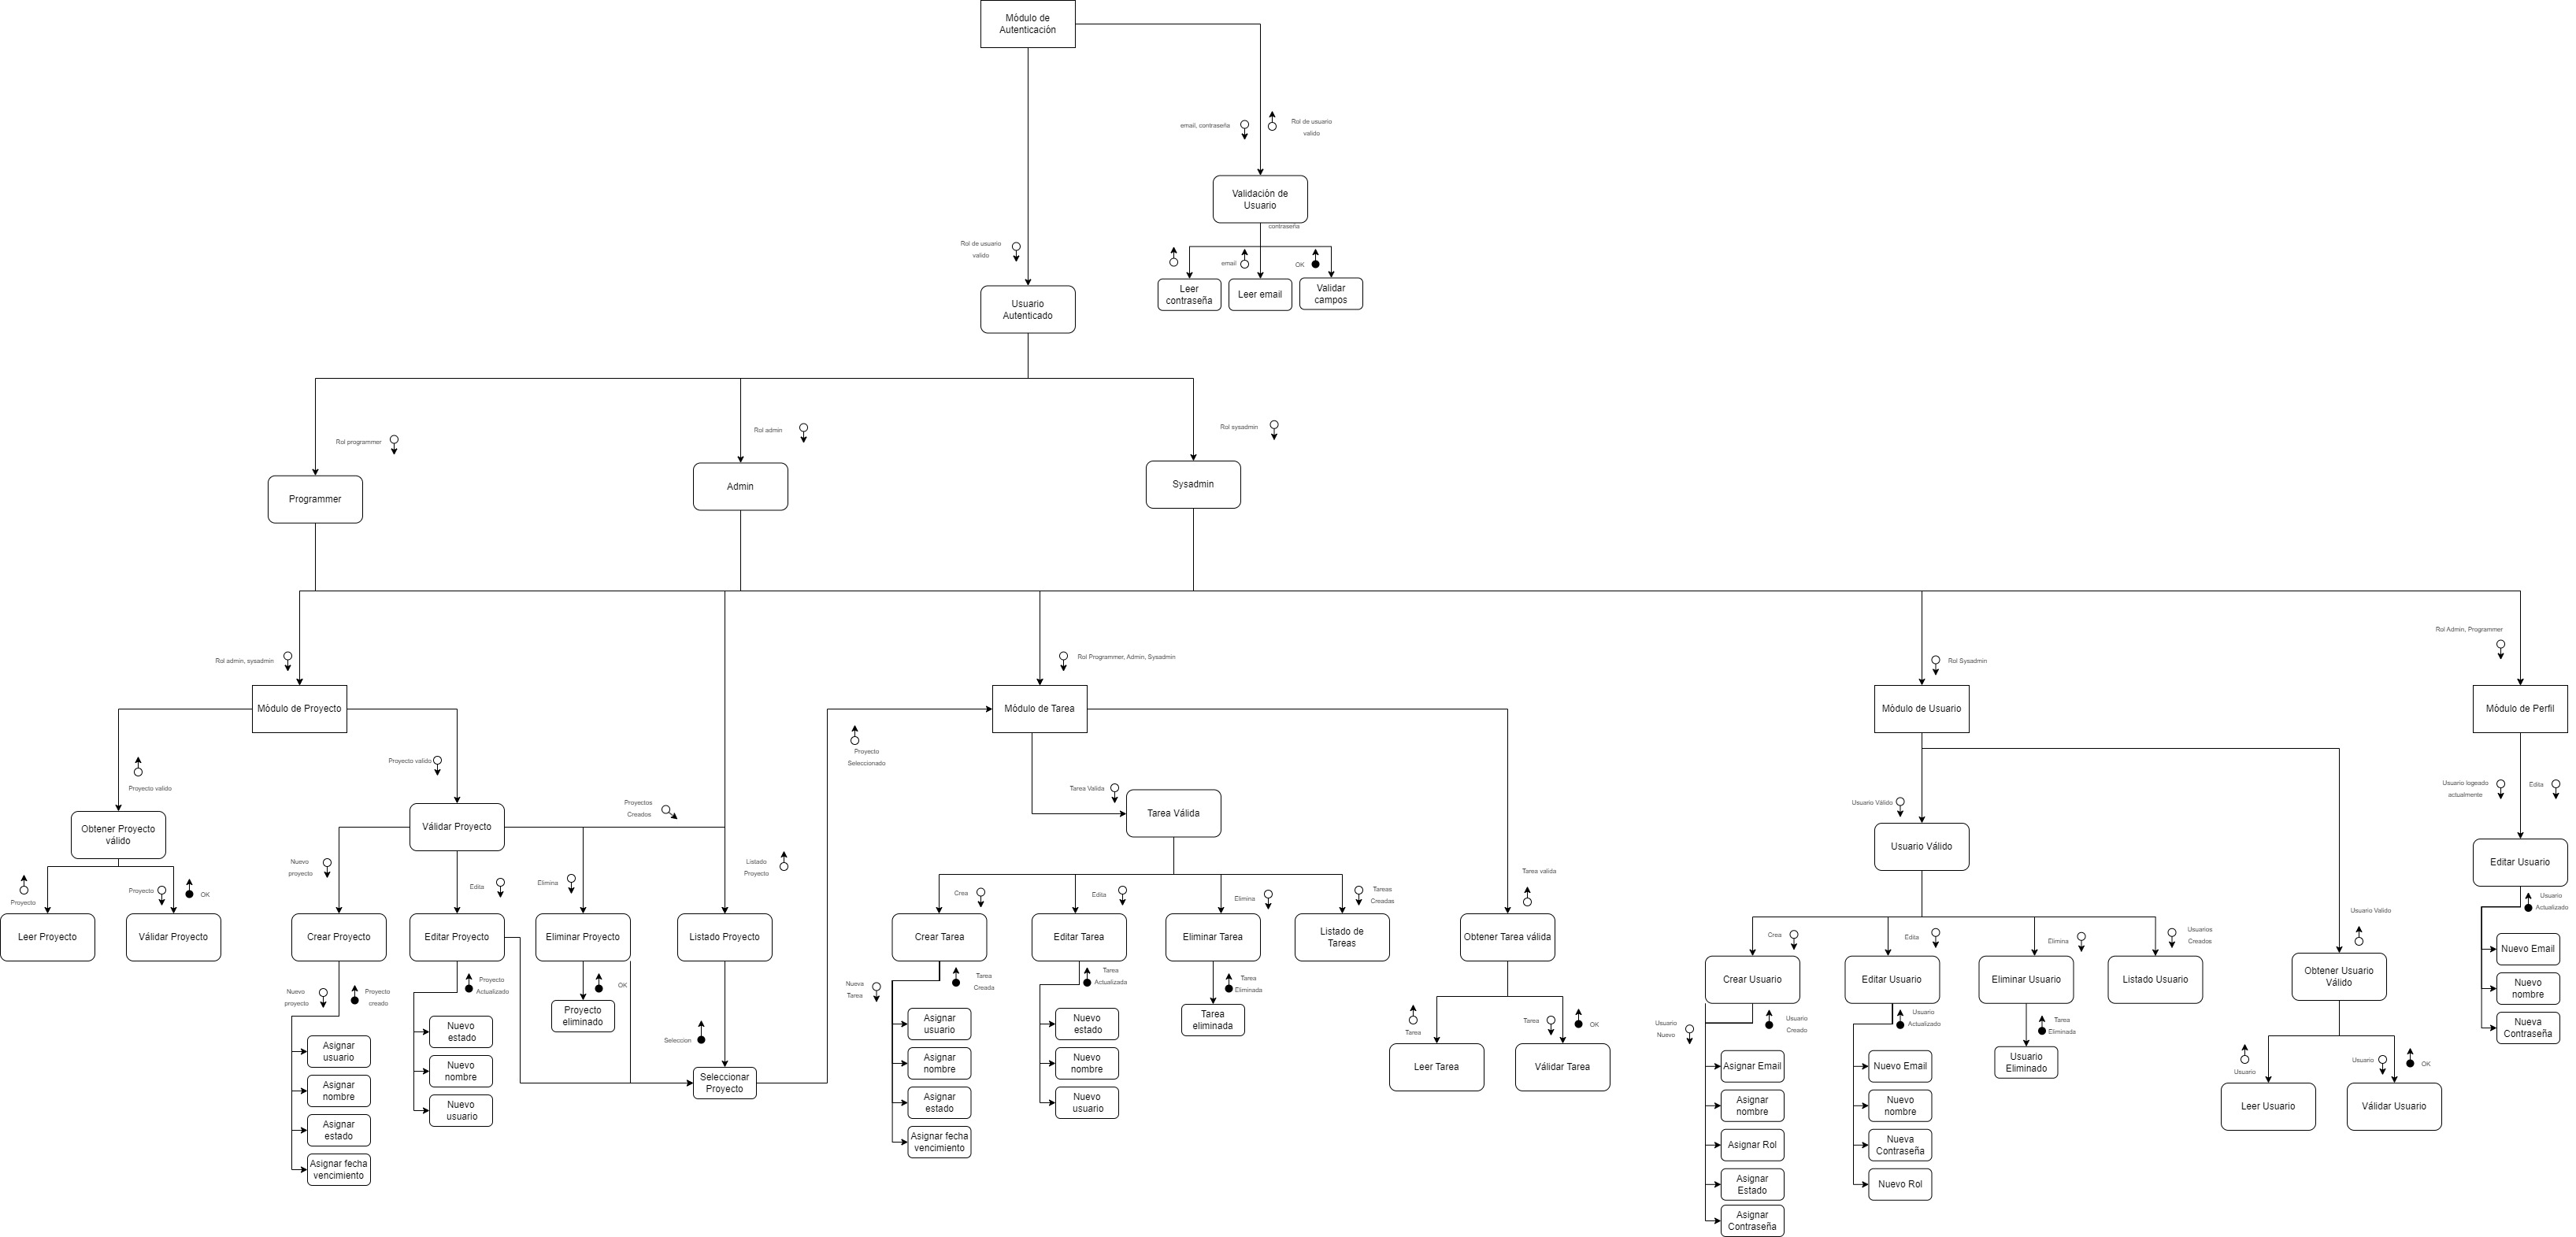 Módulo de
Autenticación
email, contraseña
Rol de usuario
valido
Validación de
Usuario
contraseña
Rol de usuario
valido
email
OK
Leer
contraseña
Leer email
Validar
campos
Usuario
Autenticado
Rol programmer
Rol admin
Rol sysadmin
Programmer
Admin
Sysadmin
Rol admin, sysadmin
Rol Programmer, Admin, Sysadmin
Rol Sysadmin
Rol Admin, Programmer
Módulo de Proyecto
Módulo de Tarea
Módulo de Usuario
Módulo de Perfil
Proyecto valido
Proyecto valido
Proyecto
Seleccionado
Tarea Valida
Usuario Válido
Usuario logeado
actualmente
Edita
Obtener Proyecto
válido
Válidar Proyecto
Proyectos
Creados
Tarea Válida
Usuario Válido
Editar Usuario
Proyecto
Proyecto
OK
Nuevo
proyecto
Edita
Elimina
Listado
Proyecto
Crea
Edita
Elimina
Tareas
Creadas
Tarea valida
Usuario Valido
Usuario
Actualizado
Leer Proyecto
Válidar Proyecto
Crear Proyecto
Editar Proyecto
Eliminar Proyecto
Listado Proyecto
Crear Tarea
Editar Tarea
Eliminar Tarea
Listado de
Tareas
Obtener Tarea válida
Crea
Edita
Elimina
Usuarios
Creados
Nuevo Email
Nuevo
nombre
Nueva
Contraseña
Crear Usuario
Editar Usuario
Eliminar Usuario
Listado Usuario
Obtener Usuario
Válido
Nuevo
proyecto
Proyecto
creado
Proyecto
Actualizado
OK
Nueva
Tarea
Tarea
Creada
Tarea
Actualizada
Tarea
Eliminada
Proyecto
eliminado
Tarea
eliminada
Seleccion
Tarea
Tarea
OK
Usuario
Nuevo
Usuario
Creado
Usuario
Actualizado
Tarea
Eliminada
Usuario
Usuario
OK
Asignar
usuario
Asignar
nombre
Asignar
estado
Asignar fecha
vencimiento
Nuevo
estado
Nuevo
nombre
Nuevo
usuario
Seleccionar
Proyecto
Asignar
usuario
Asignar
nombre
Asignar
estado
Asignar fecha
vencimiento
Nuevo
estado
Nuevo
nombre
Nuevo
usuario
Leer Tarea
Válidar Tarea
Asignar Email
Asignar
nombre
Asignar Rol
Asignar
Estado
Asignar
Contraseña
Nuevo Email
Nuevo
nombre
Nueva
Contraseña
Nuevo Rol
Usuario
Eliminado
Leer Usuario
Válidar Usuario